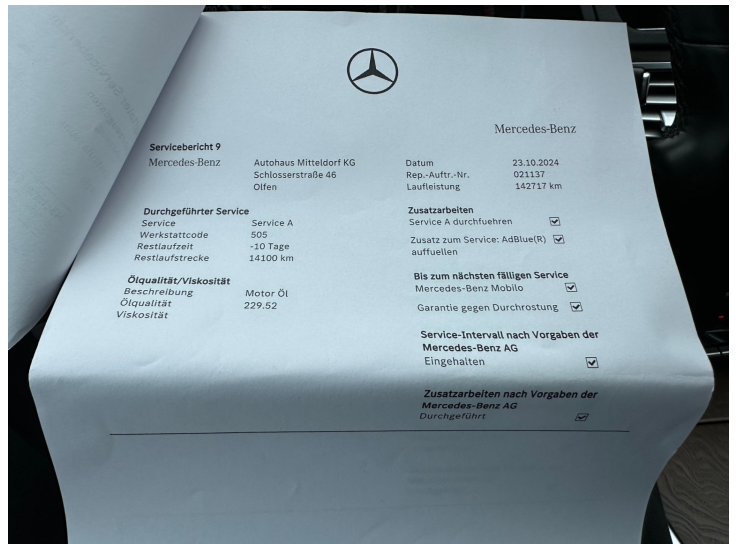 Mercedes-Benz
Servicebericht 9
Mercedes-Benz
Autohaus Mitteldorf KG
Schlosserstraße 46
Olfen
Datum 23.10.2024
Rep.-Auftr.-Nr. 021137
Laufleistung 142717 km
Durchgeführter Service
Service Service A
Werkstattcode 505
Restlaufzeit -10 Tage
Restlaufstrecke 14100 km
Ölqualität/Viskosität
Beschreibung Motor Öl
Ölqualität 229.52
Viskosität
Zusatzarbeiten
Service A durchfuehren
Zusatz zum Service: AdBlue(R)
auffuellen
Bis zum nächsten fälligen Service
Mercedes-Benz Mobilo
Garantie gegen Durchrostung
Service-Intervall nach Vorgaben der
Mercedes-Benz AG
Eingehalten
Zusatzarbeiten nach Vorgaben der
Mercedes-Benz AG
Durchgeführt